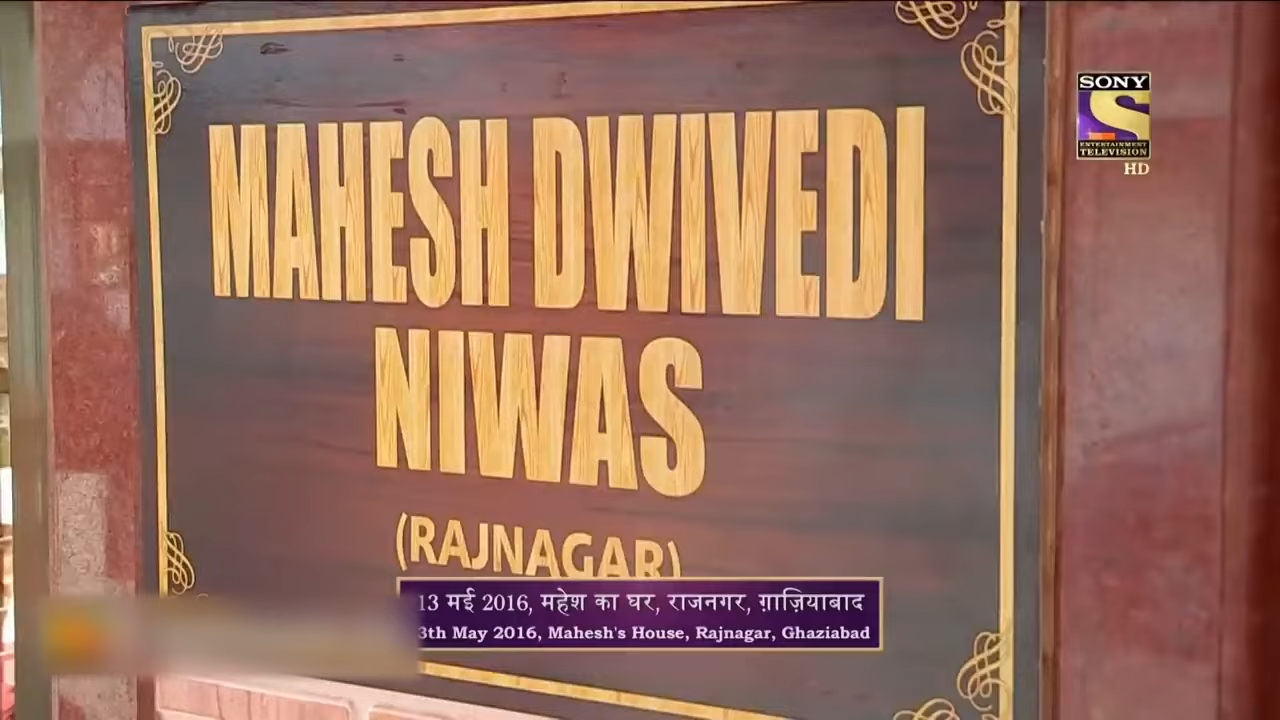 MAHESH DWIVEDI
NIWAS
(RAJNAGAR)
SONY
ENTERTAINMENT
TELEVISION
HD
13 मई 2016, महेश का घर, राजनगर, ग़ाज़ियाबाद
3th May 2016, Mahesh's House, Rajnagar, Ghaziabad